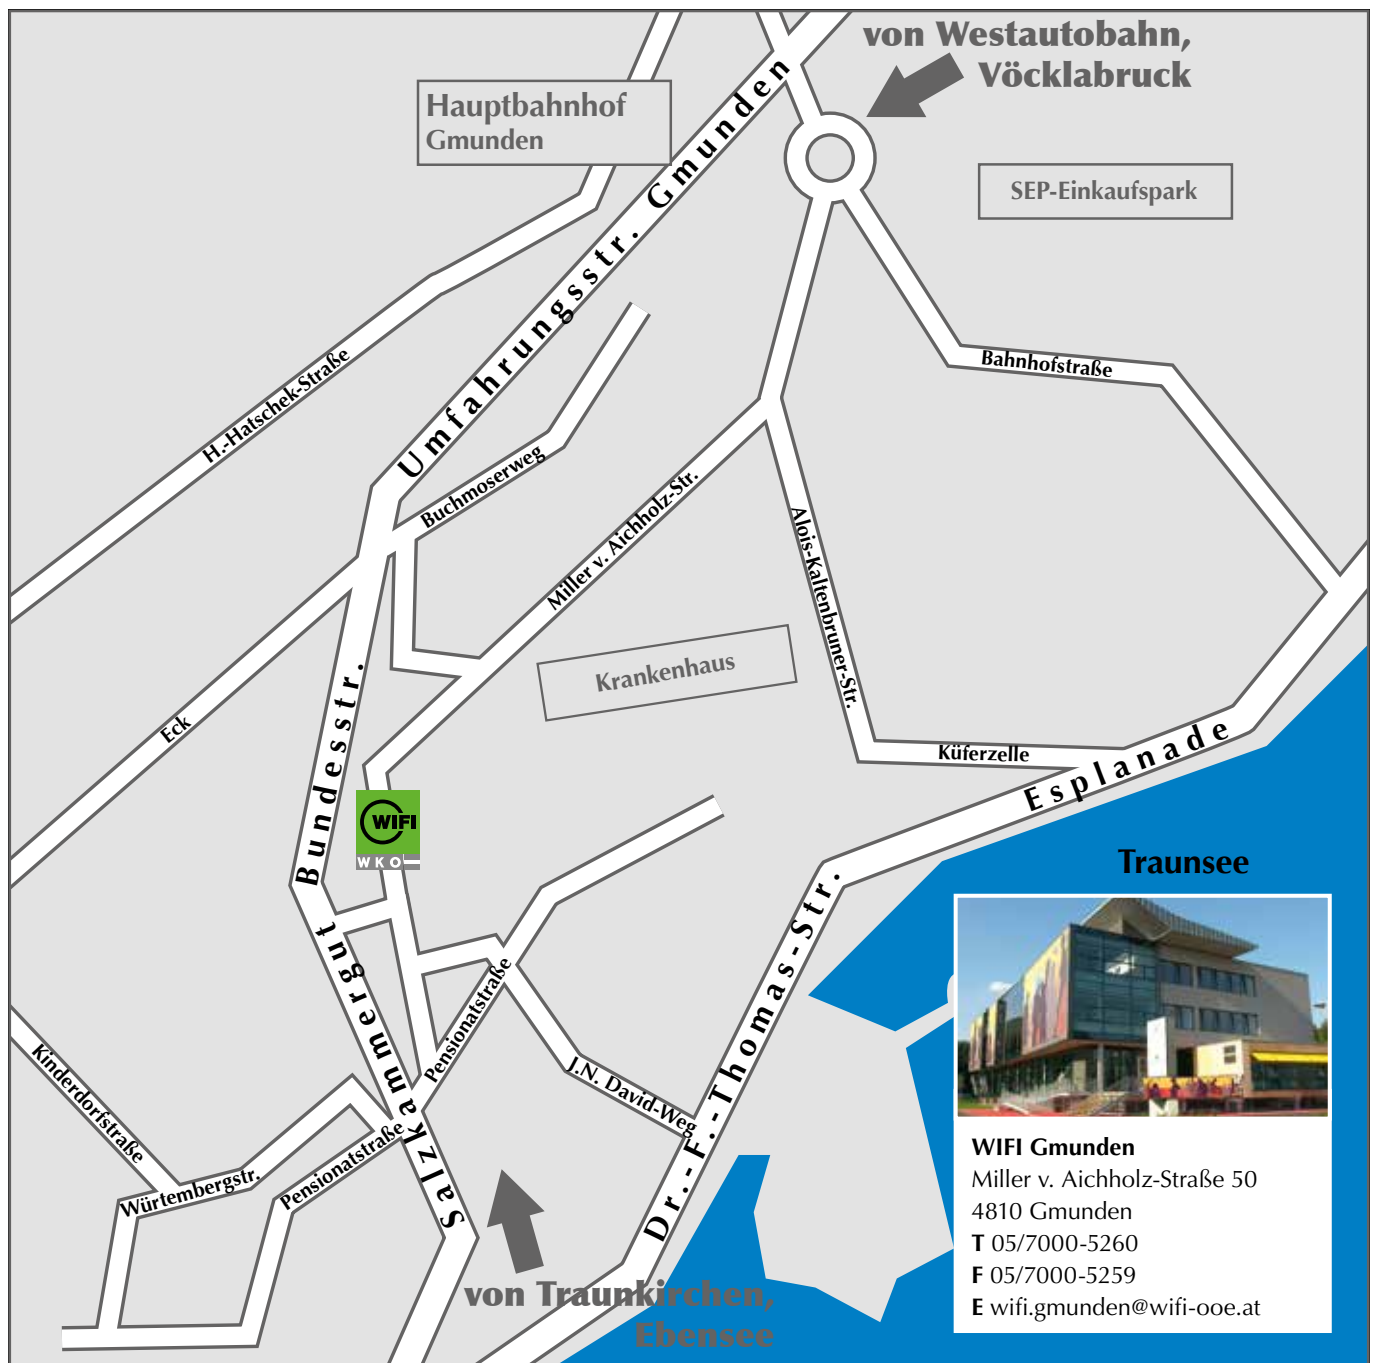 von Westautobahn,
Vöcklabruck
Hauptbahnhof
Gmunden
SEP-Einkaufspark
Umfahrungsstr. Gmunden
H.-Hatschek-Straße
Bahnhofstraße
Buchmoserweg
Miller v. Aichholz-Str.
Alois-Kaltenbruner-Str.
Krankenhaus
Eck
Bundesstr.
Küferzelle
Esplanade
WIFI
WKO
Traunsee
Salzkammergut
Pensionatstraße
Dr.-F.-Thomas-Str.
J.N. David-Weg
Kinderdorfstraße
Würtembergstr.
Pensionatstraße
WIFI Gmunden
Miller v. Aichholz-Straße 50
4810 Gmunden
T 05/7000-5260
F 05/7000-5259
E wifi.gmunden@wifi-ooe.at
von Traunkirchen,
Ebensee